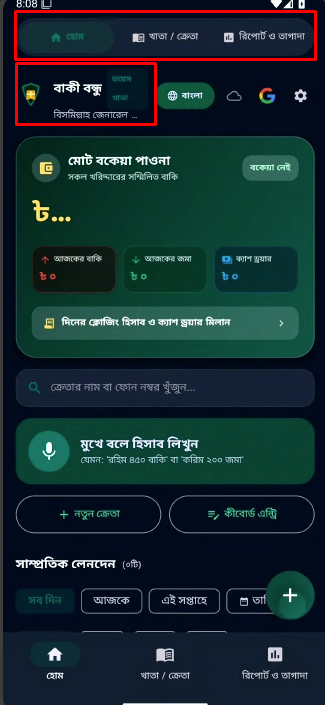 8:08
হোম
খাতা / ক্রেতা
রিপোর্ট ও তাগাদা
বাকী বন্ধু
ভয়েস
খাতা
বিসমিল্লাহ জেনারেল ...
বাংলা
মোট বকেয়া পাওনা
সকল খরিদ্দারের সম্মিলিত বাকি
বকেয়া নেই
৳...
আজকের বাকি
৳ ০
আজকের জমা
৳ ০
ক্যাশ ড্রয়ার
৳ ০
দিনের ক্লোজিং হিসাব ও ক্যাশ ড্রয়ার মিলান
ক্রেতার নাম বা ফোন নম্বর খুঁজুন...
মুখে বলে হিসাব লিখুন
যেমন: 'রহিম ৪৫০ বাকি' বা 'করিম ২০০ জমা'
+ নতুন ক্রেতা
কীবোর্ড এন্ট্রি
সাম্প্রতিক লেনদেন (০টি)
সব দিন
আজকে
এই সপ্তাহে
হোম
খাতা / ক্রেতা
রিপোর্ট ও তাগাদা